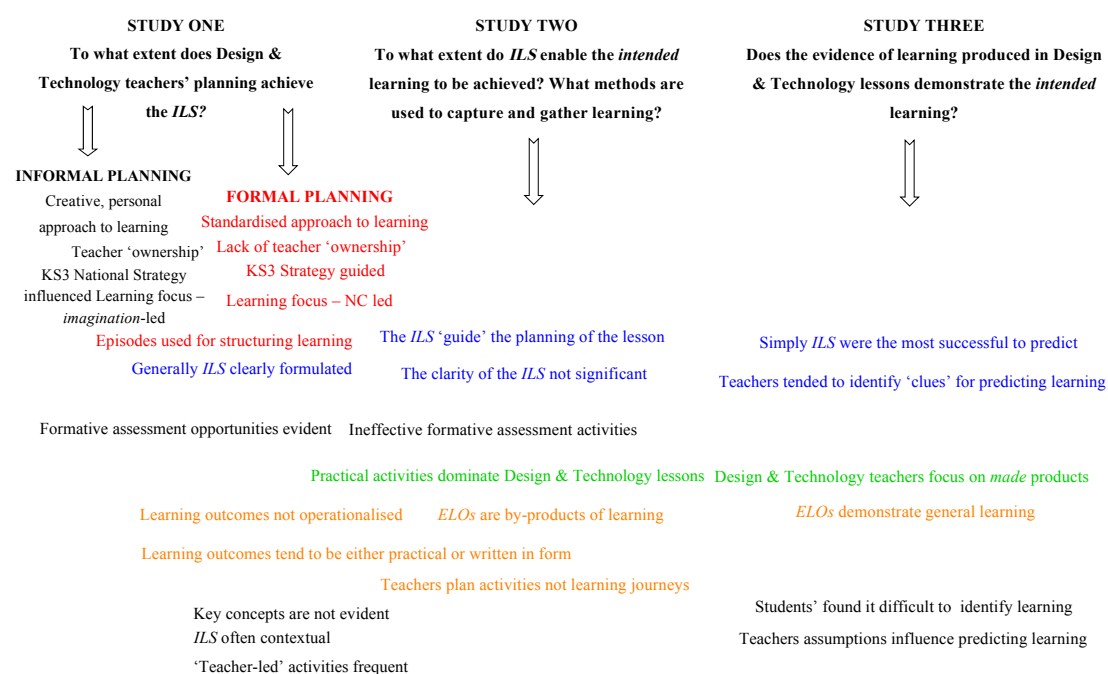 STUDY ONE
To what extent does Design &
Technology teachers' planning achieve
the ILS?
STUDY TWO
To what extent do ILS enable the intended
learning to be achieved? What methods are
used to capture and gather learning?
STUDY THREE
Does the evidence of learning produced in Design
& Technology lessons demonstrate the intended
learning?
INFORMAL PLANNING
Creative, personal
approach to learning
Teacher 'ownership'
KS3 National Strategy
influenced Learning focus –
imagination-led
FORMAL PLANNING
Standardised approach to learning
Lack of teacher 'ownership'
KS3 Strategy guided
Learning focus – NC led
Episodes used for structuring learning
Generally ILS clearly formulated
The ILS 'guide' the planning of the lesson
The clarity of the ILS not significant
Simply ILS were the most successful to predict
Teachers tended to identify 'clues' for predicting learning
Formative assessment opportunities evident
Ineffective formative assessment activities
Practical activities dominate Design & Technology lessons
Design & Technology teachers focus on made products
Learning outcomes not operationalised
ELOs are by-products of learning
ELOs demonstrate general learning
Learning outcomes tend to be either practical or written in form
Teachers plan activities not learning journeys
Key concepts are not evident
ILS often contextual
'Teacher-led' activities frequent
Students' found it difficult to identify learning
Teachers assumptions influence predicting learning